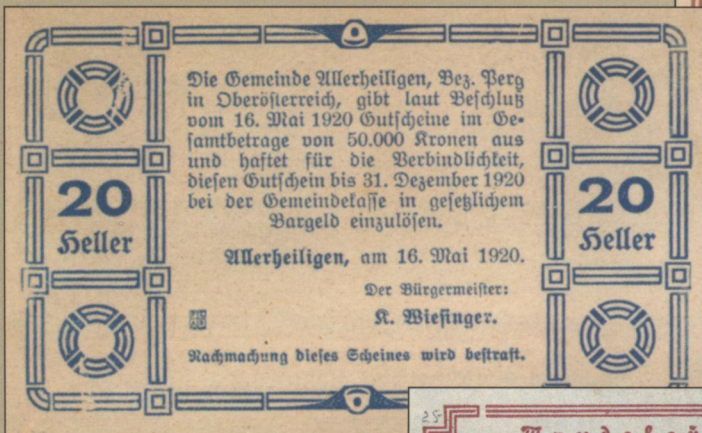 Die Gemeinde Allerheiligen, Bez. Perg
in Oberösterreich, gibt laut Beschluß
vom 16. Mai 1920 Gutscheine im Ge-
samtbetrage von 50.000 Kronen aus
und haftet für die Verbindlichkeit,
diesen Gutschein bis 31. Dezember 1920
bei der Gemeindekasse in gesetzlichem
Bargeld einzulösen.
20
Heller
20
Heller
Allerheiligen, am 16. Mai 1920.
Der Bürgermeister:
K. Wiesinger.
Nachmachung dieses Scheines wird bestraft.